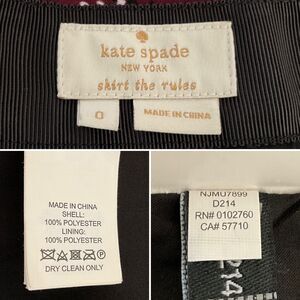 kate spade
NEW YORK
skirt the rules
0
MADE IN CHINA
MADE IN CHINA
SHELL:
100% POLYESTER
LINING:
100% POLYESTER
DRY CLEAN ONLY
NJMU7899
D214
RN# 0102760
CA# 57710
214